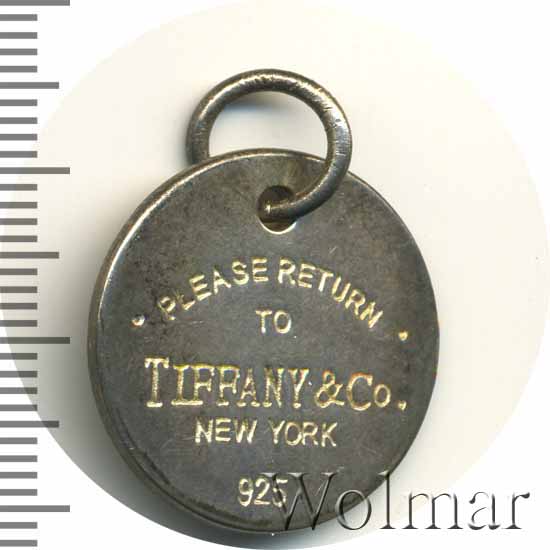 PLEASE RETURN
TO
TIFFANY & Co.
NEW YORK
925
Wolmar